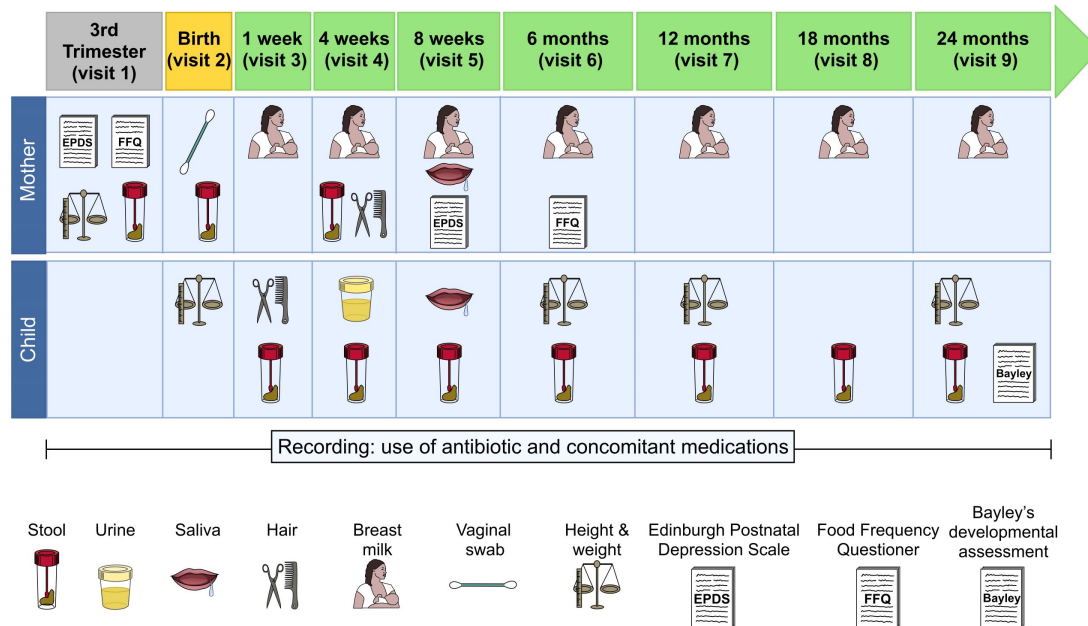 3rd
Trimester
(visit 1)
Birth
(visit 2)
1 week
(visit 3)
4 weeks
(visit 4)
8 weeks
(visit 5)
6 months
(visit 6)
12 months
(visit 7)
18 months
(visit 8)
24 months
(visit 9)
Mother
EPDS
FFQ
EPDS
FFQ
Child
Bayley
Recording: use of antibiotic and concomitant medications
Stool
Urine
Saliva
Hair
Breast
milk
Vaginal
swab
Height &
weight
Edinburgh Postnatal
Depression Scale
Food Frequency
Questioner
Bayley's
developmental
assessment
EPDS
FFQ
Bayley